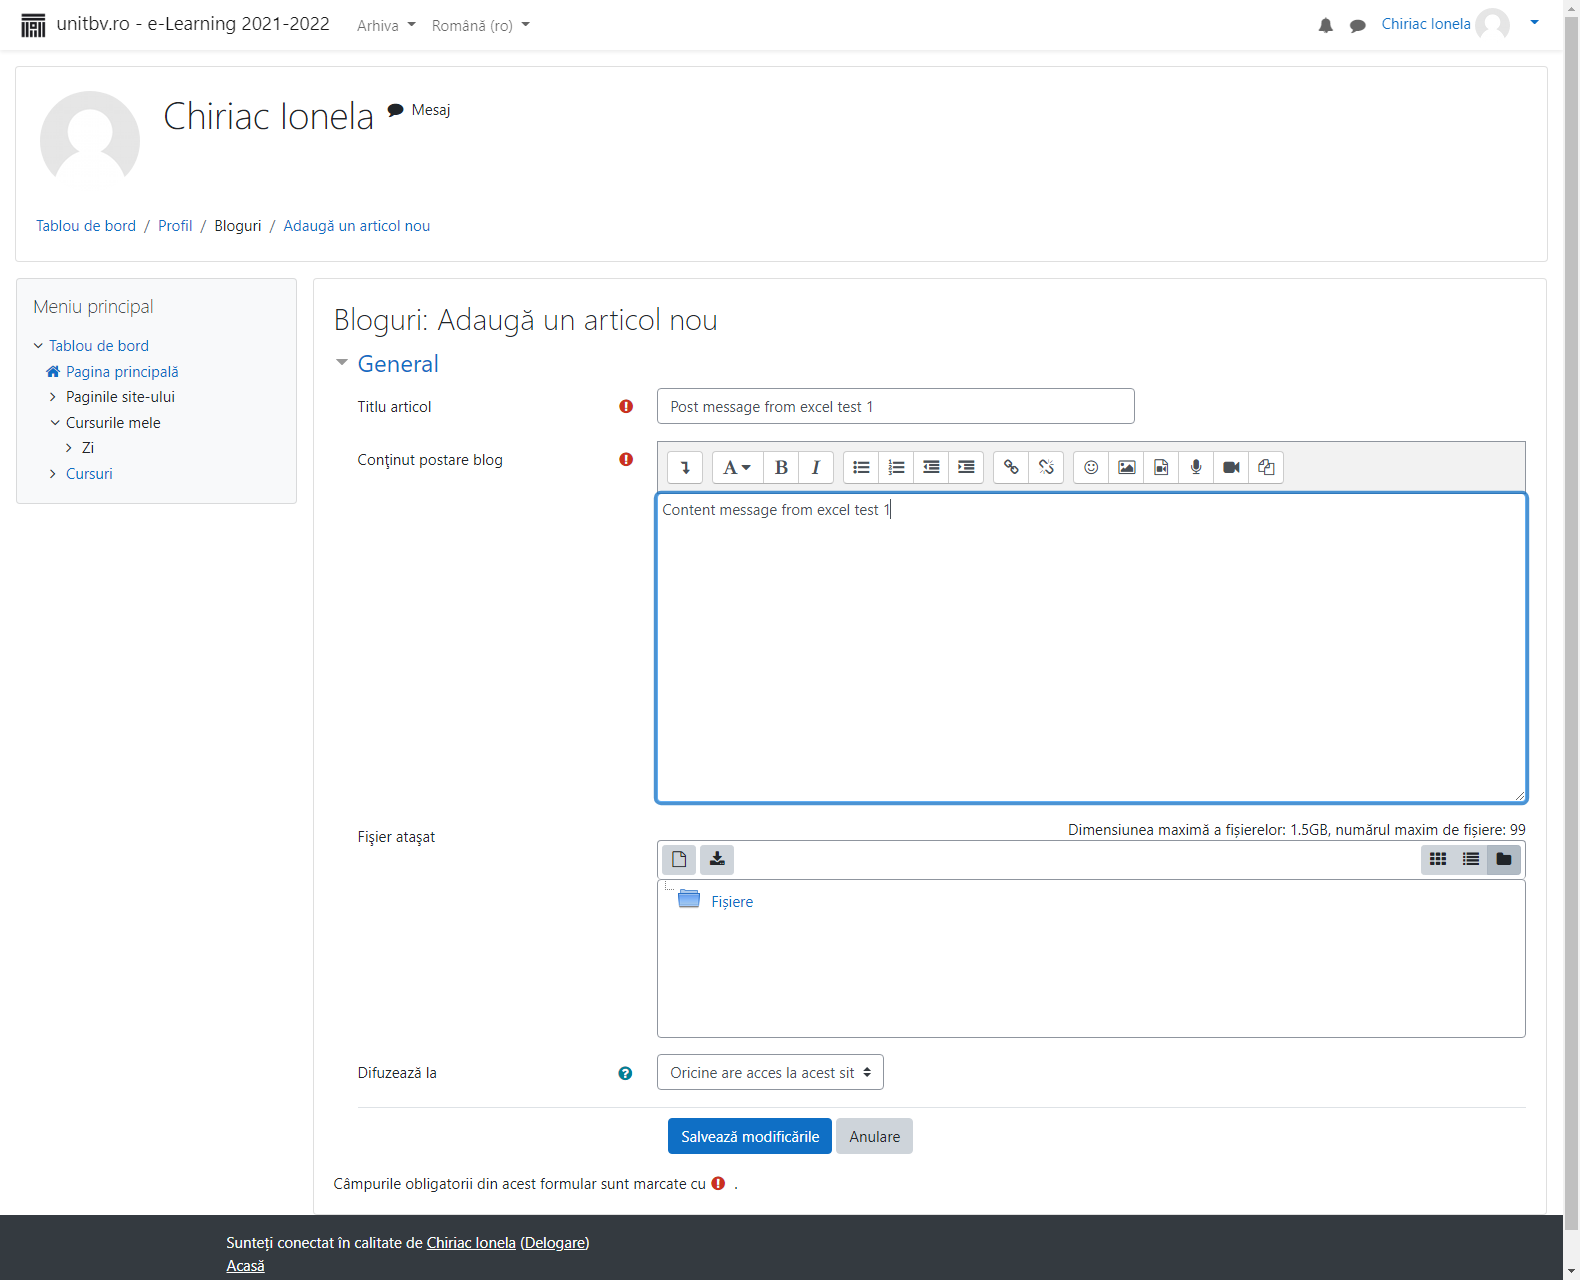 unitbv.ro - e-Learning 2021-2022 Arhiva Română (ro) Chiriac Ionela
Chiriac Ionela Mesaj
Tablou de bord / Profil / Bloguri / Adaugă un articol nou
Meniu principal
Tablou de bord
Pagina principală
Paginile site-ului
Cursurile mele
Zi
Cursuri
Bloguri: Adaugă un articol nou
General
Titlu articol Post message from excel test 1
Conţinut postare blog
Content message from excel test 1
Fişier ataşat
Dimensiunea maximă a fișierelor: 1.5GB, numărul maxim de fișiere: 99
Fișiere
Difuzează la Oricine are acces la acest sit
Salvează modificările Anulare
Câmpurile obligatorii din acest formular sunt marcate cu .
Sunteți conectat în calitate de Chiriac Ionela (Delogare)
Acasă